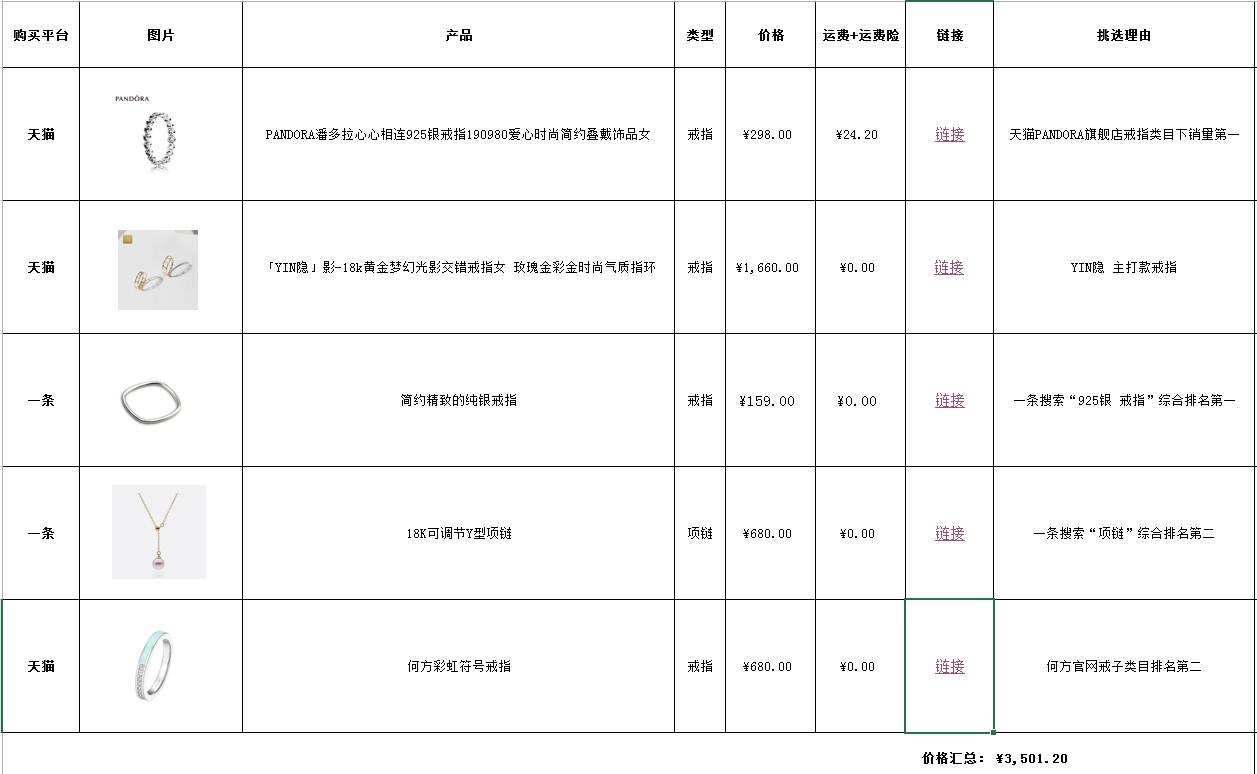 购买平台 图片 产品 类型 价格 运费+运费险 链接 挑选理由
PANDÖRA
天猫 PANDORA潘多拉心心相连925银戒指190980爱心时尚简约叠戴饰品女 戒指 ¥298.00 ¥24.20 链接 天猫PANDORA旗舰店戒指类目下销量第一
天猫 「YIN隐」影-18k黄金梦幻光影交错戒指女 玫瑰金彩金时尚气质指环 戒指 ¥1,660.00 ¥0.00 链接 YIN隐 主打款戒指
一条 简约精致的纯银戒指 戒指 ¥159.00 ¥0.00 链接 一条搜索“925银 戒指”综合排名第一
一条 18K可调节Y型项链 项链 ¥680.00 ¥0.00 链接 一条搜索“项链”综合排名第二
天猫 何方彩虹符号戒指 戒指 ¥680.00 ¥0.00 链接 何方官网戒子类目排名第二
价格汇总: ¥3,501.20